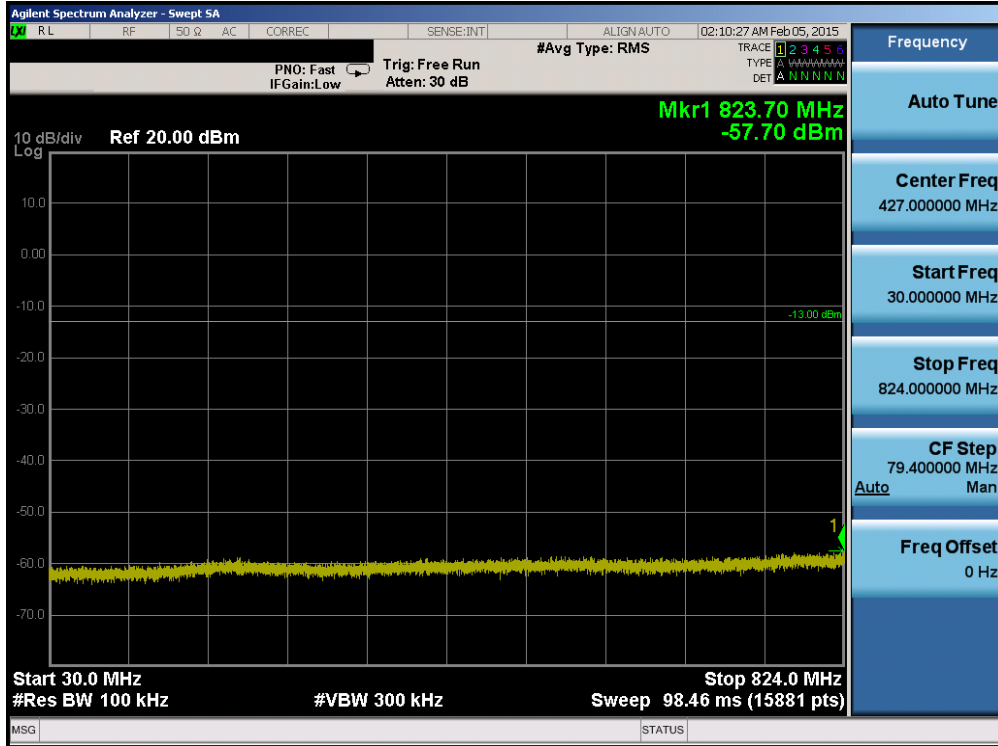 Agilent Spectrum Analyzer - Swept SA
LXI RL RF 50 Ω AC CORREC SENSE:INT ALIGN AUTO 02:10:27 AM Feb 05, 2015
#Avg Type: RMS
TRACE 1 2 3 4 5 6
PNO: Fast Trig: Free Run
TYPE A WWWWW
IFGain:Low Atten: 30 dB
DET A N N N N N
Mkr1 823.70 MHz
-57.70 dBm
10 dB/div Ref 20.00 dBm
Log
10.0
0.00
-10.0
-13.00 dBm
-20.0
-30.0
-40.0
-50.0
1
-60.0
-70.0
Start 30.0 MHz Stop 824.0 MHz
#Res BW 100 kHz #VBW 300 kHz Sweep 98.46 ms (15881 pts)
MSG STATUS
Frequency
Auto Tune
Center Freq
427.000000 MHz
Start Freq
30.000000 MHz
Stop Freq
824.000000 MHz
CF Step
79.400000 MHz
Auto Man
Freq Offset
0 Hz